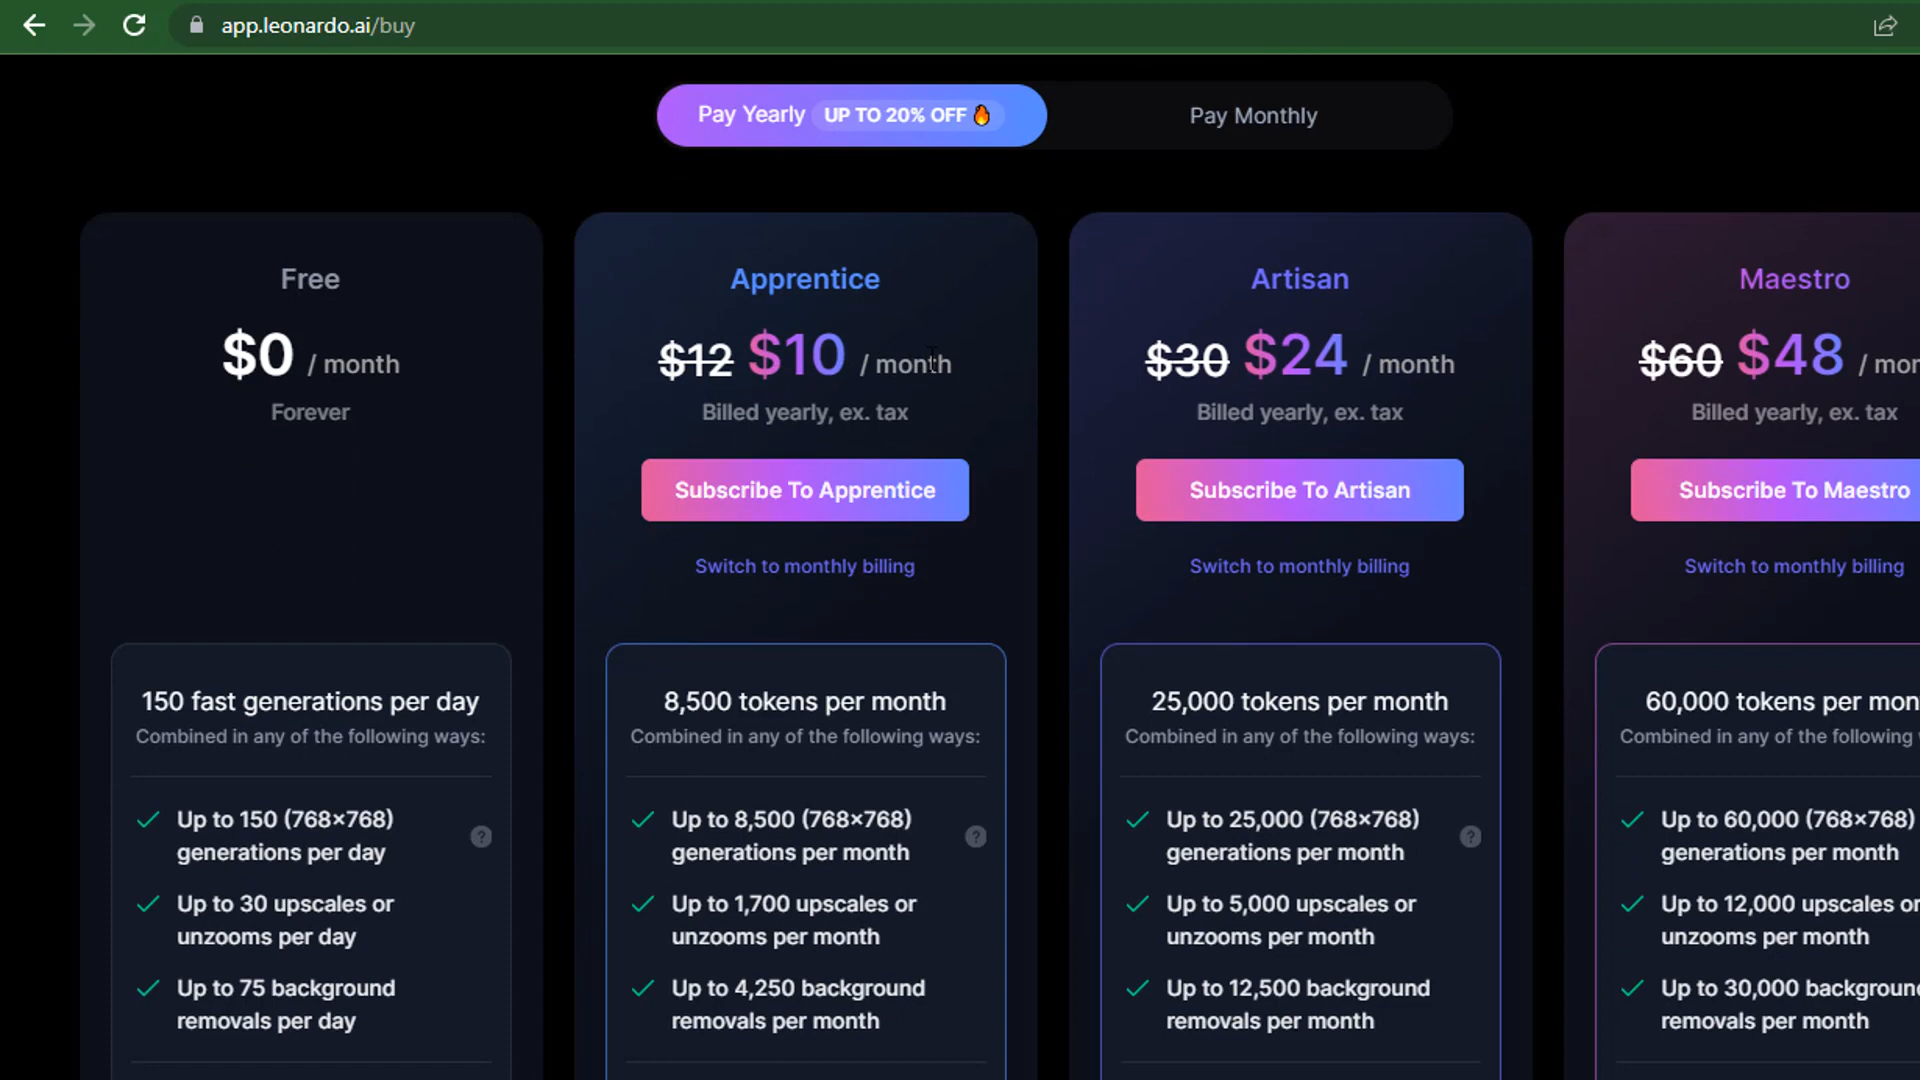 app.leonardo.ai/buy
Pay Yearly UP TO 20% OFF 🔥
Pay Monthly
Free
$0 / month
Forever
150 fast generations per day
Combined in any of the following ways:
Up to 150 (768×768)
generations per day
?
Up to 30 upscales or
unzooms per day
Up to 75 background
removals per day
Apprentice
$12 $10 / month
Billed yearly, ex. tax
Subscribe To Apprentice
Switch to monthly billing
8,500 tokens per month
Combined in any of the following ways:
Up to 8,500 (768×768)
generations per month
?
Up to 1,700 upscales or
unzooms per month
Up to 4,250 background
removals per month
Artisan
$30 $24 / month
Billed yearly, ex. tax
Subscribe To Artisan
Switch to monthly billing
25,000 tokens per month
Combined in any of the following ways:
Up to 25,000 (768×768)
generations per month
?
Up to 5,000 upscales or
unzooms per month
Up to 12,500 background
removals per month
Maestro
$60 $48 / mon
Billed yearly, ex. tax
Subscribe To Maestro
Switch to monthly billing
60,000 tokens per mon
Combined in any of the following
Up to 60,000 (768×768)
generations per month
Up to 12,000 upscales or
unzooms per month
Up to 30,000 background
removals per month